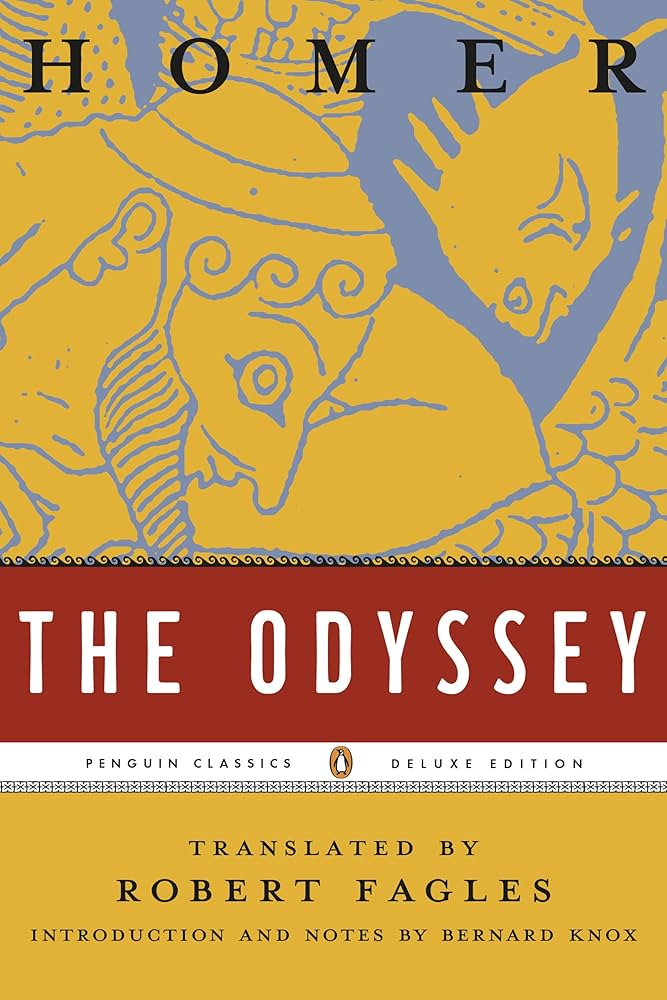 HOMER
THE ODYSSEY
PENGUIN CLASSICS DELUXE EDITION
TRANSLATED BY
ROBERT FAGLES
INTRODUCTION AND NOTES BY BERNARD KNOX